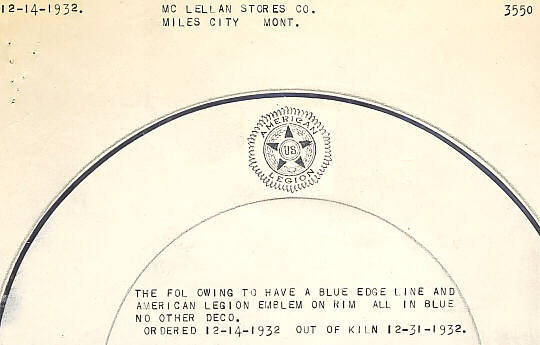 12-14-1932. MC LELLAN STORES CO. 3550
MILES CITY MONT.
AMERICAN
US
LEGION
THE FOL OWING TO HAVE A BLUE EDGE LINE AND
AMERICAN LEGION EMBLEM ON RIM ALL IN BLUE
NO OTHER DECO.
ORDERED 12-14-1932 OUT OF KILN 12-31-1932.